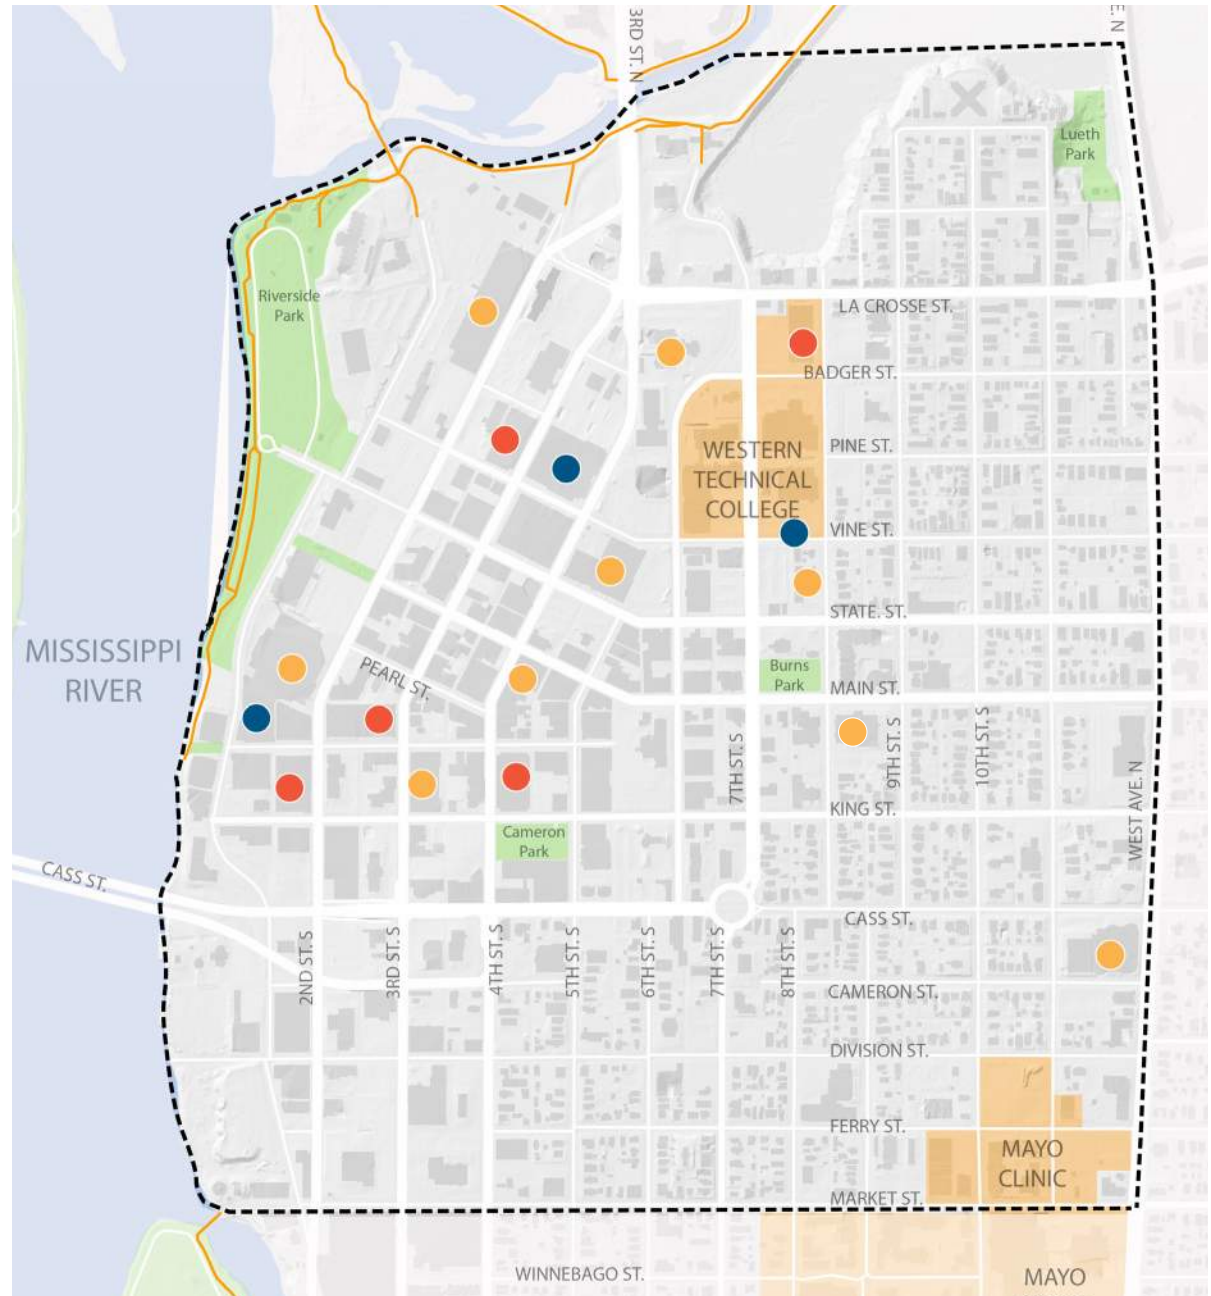 3RD ST. N
E. N
Lueth
Park
Riverside
Park
LA CROSSE ST.
BADGER ST.
PINE ST.
WESTERN
TECHNICAL
COLLEGE
VINE ST.
STATE. ST.
MISSISSIPPI
RIVER
PEARL ST.
Burns
Park
MAIN ST.
7TH ST. S
9TH ST. S
10TH ST. S
WEST AVE. N
KING ST.
Cameron
Park
CASS ST.
CASS ST.
2ND ST. S
3RD ST. S
4TH ST. S
5TH ST. S
6TH ST. S
7TH ST. S
8TH ST. S
CAMERON ST.
DIVISION ST.
FERRY ST.
MAYO
CLINIC
MARKET ST.
WINNEBAGO ST.
MAYO